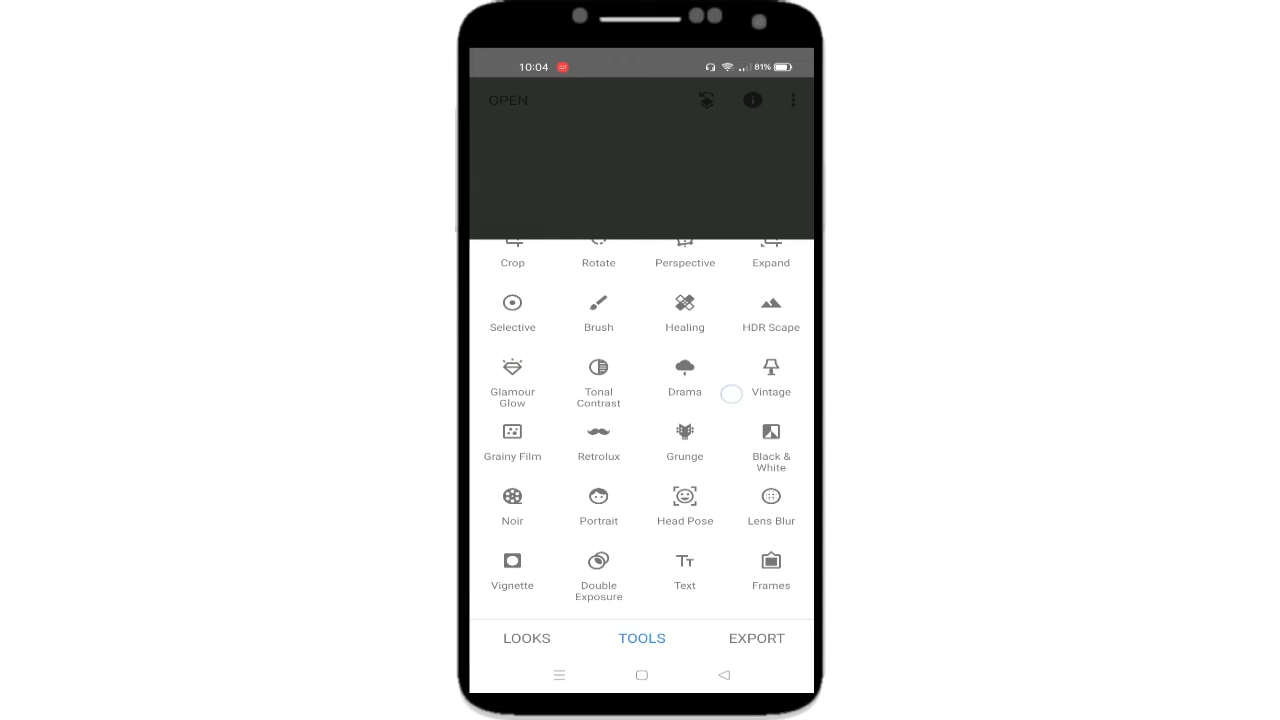 10:04
81%
OPEN
Crop Rotate Perspective Expand
Selective Brush Healing HDR Scape
Glamour Glow Tonal Contrast Drama Vintage
Grainy Film Retrolux Grunge Black & White
Noir Portrait Head Pose Lens Blur
Vignette Double Exposure Text Frames
LOOKS TOOLS EXPORT